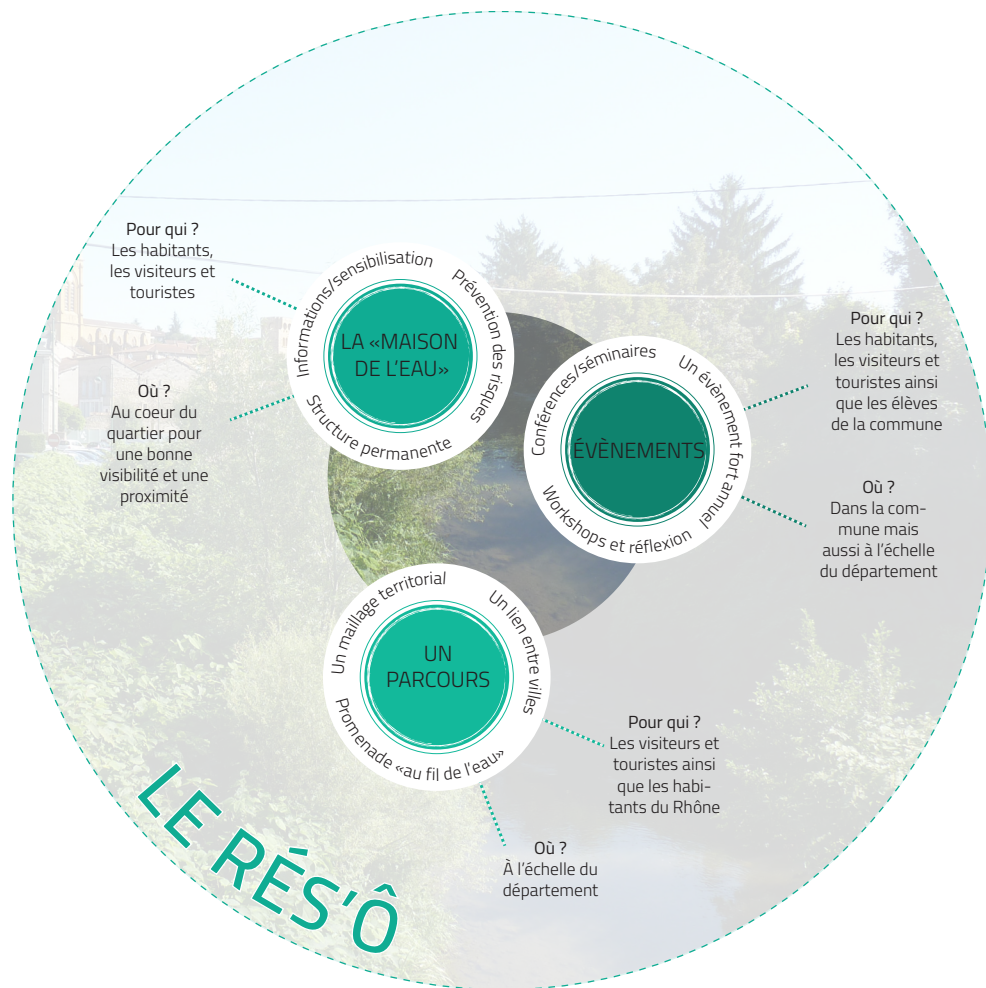 Pour qui ?
Les habitants,
les visiteurs et
touristes
Où ?
Au coeur du
quartier pour
une bonne
visibilité et une
proximité
Informations/sensibilisation
Prévention des risques
Structure permanente
LA «MAISON
DE L'EAU»
Conférences/séminaires
Un évènement fort annuel
Workshops et réflexion
ÉVÈNEMENTS
Pour qui ?
Les habitants,
les visiteurs et
touristes ainsi
que les élèves
de la commune
Où ?
Dans la com-
mune mais
aussi à l'échelle
du département
Un maillage territorial
Un lien entre villes
Promenade «au fil de l'eau»
UN
PARCOURS
Pour qui ?
Les visiteurs et
touristes ainsi
que les habi-
tants du Rhône
Où ?
À l'échelle du
département
LE RÉS'Ô